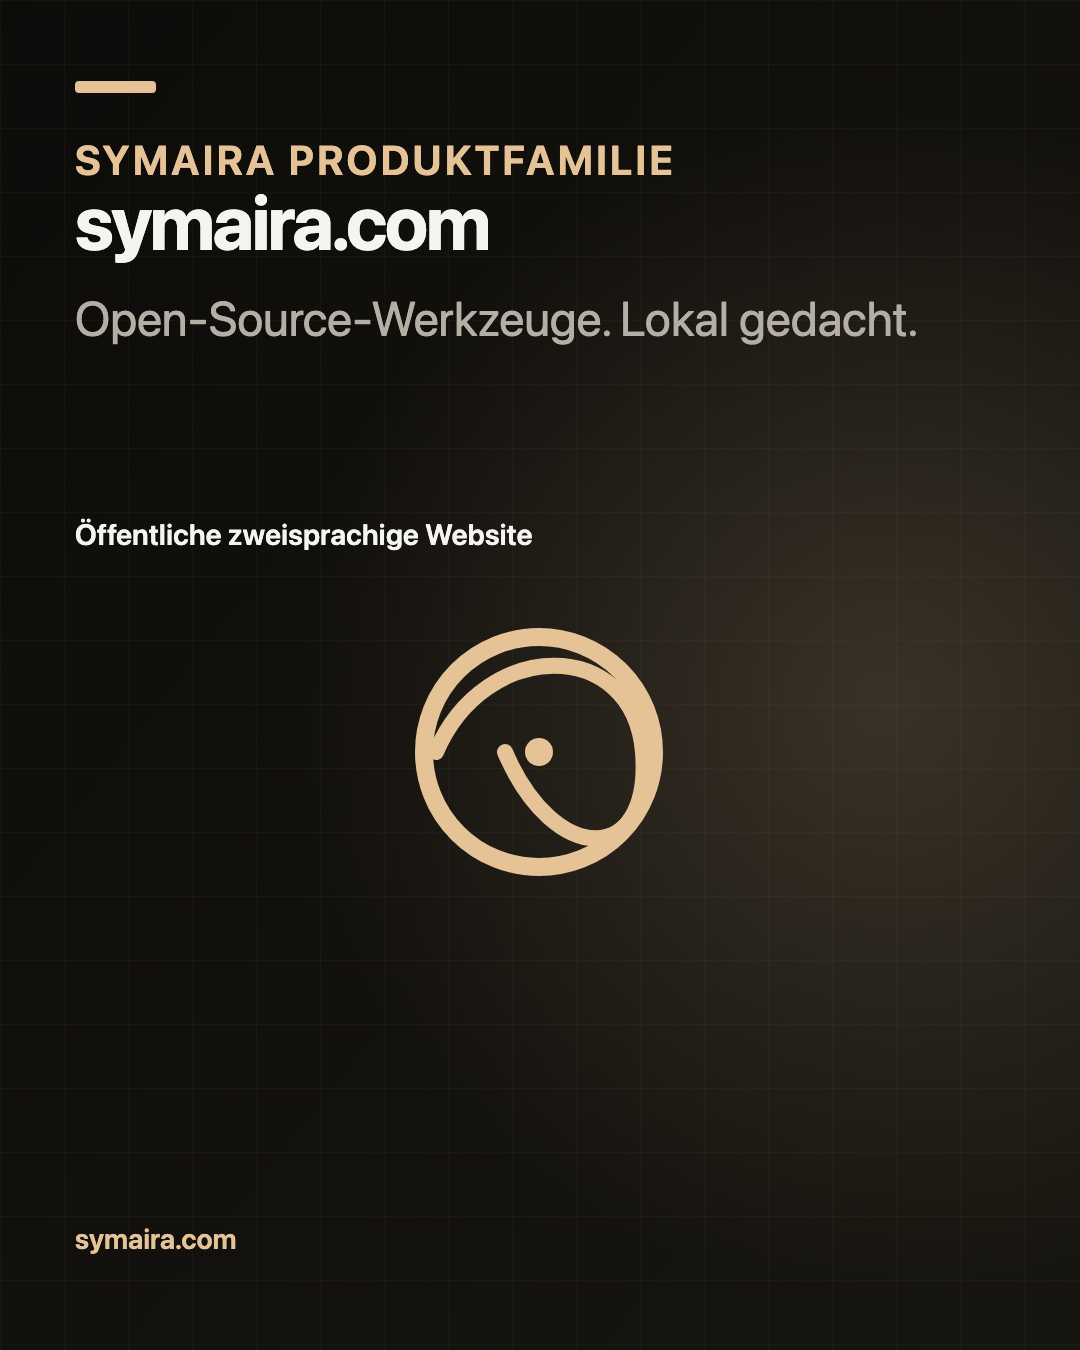 SYMAIRA PRODUKTFAMILIE
symaira.com
Open-Source-Werkzeuge. Lokal gedacht.
Öffentliche zweisprachige Website
symaira.com